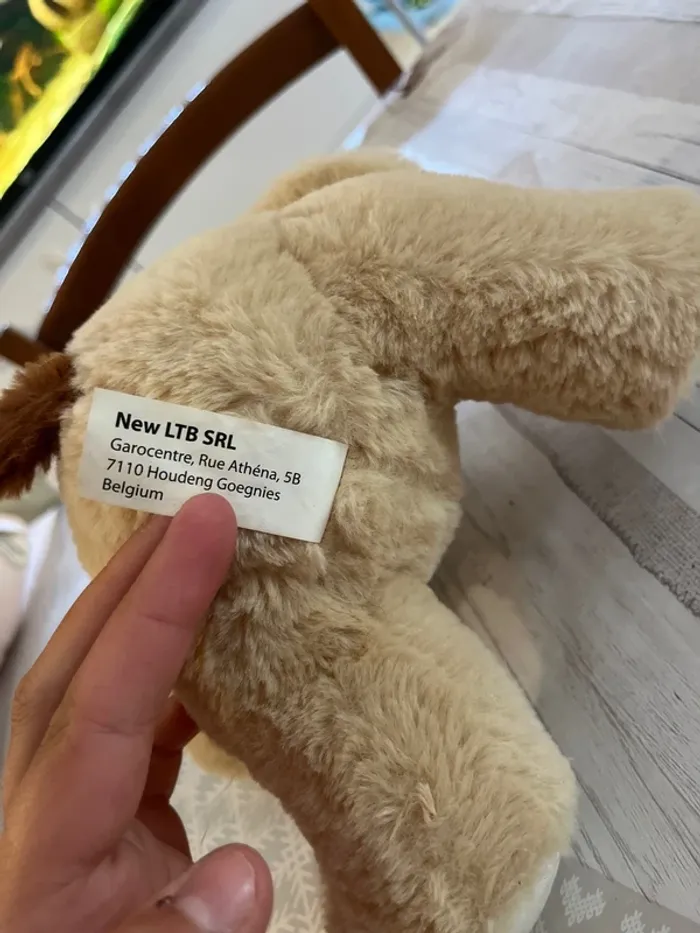 New LTB SRL
Garocentre, Rue Athéna, 5B
7110 Houdeng Goegnies
Belgium